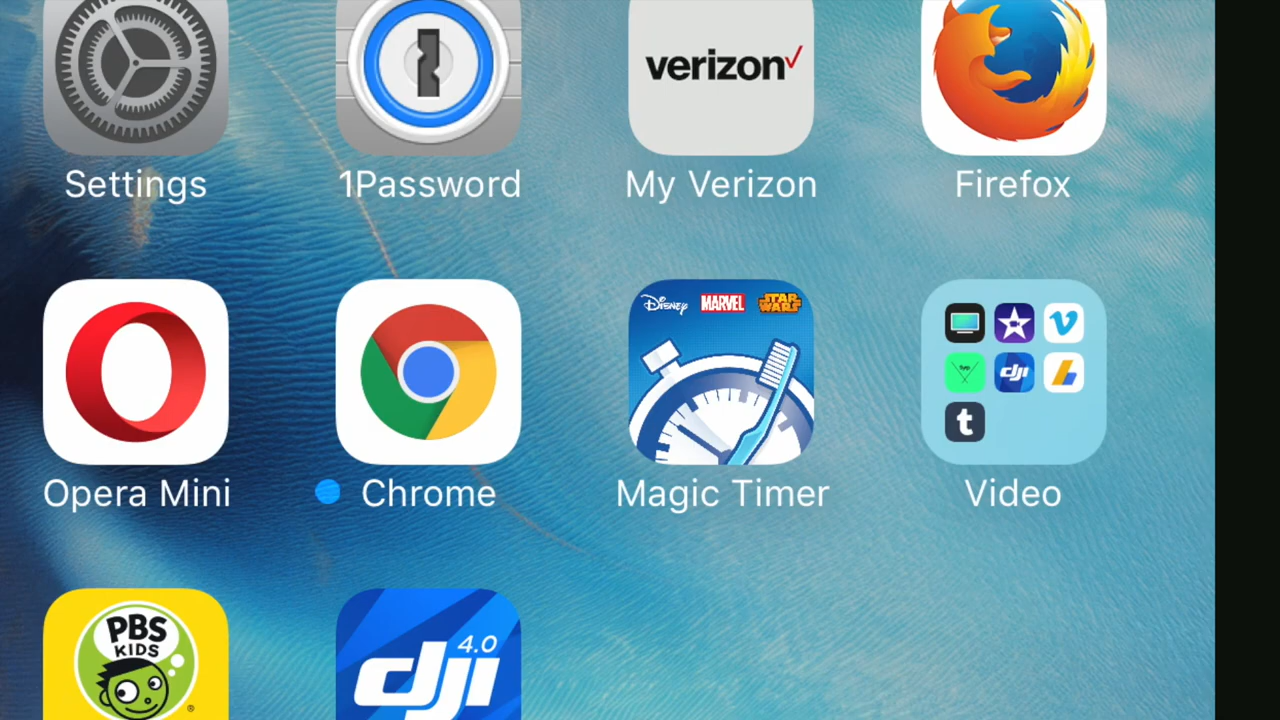 verizon
Settings
1Password
My Verizon
Firefox
Disney MARVEL STAR WARS
dji
t
Opera Mini
Chrome
Magic Timer
Video
PBS
KIDS
4.0
dji